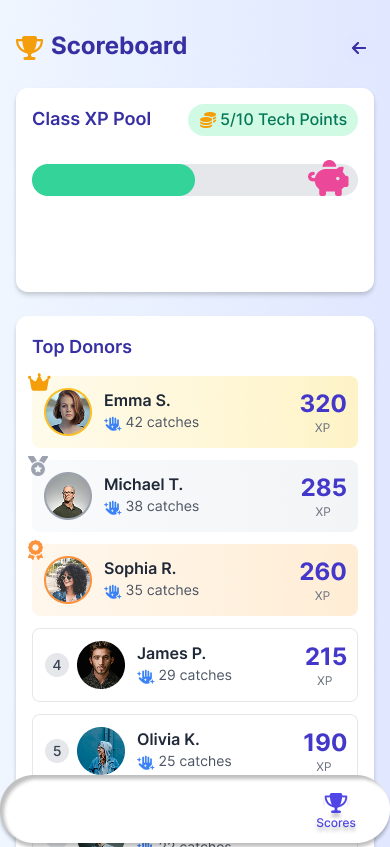 Scoreboard
Class XP Pool
5/10 Tech Points
Top Donors
Emma S.
42 catches
320
XP
Michael T.
38 catches
285
XP
Sophia R.
35 catches
260
XP
4
James P.
29 catches
215
XP
5
Olivia K.
25 catches
190
XP
Scores